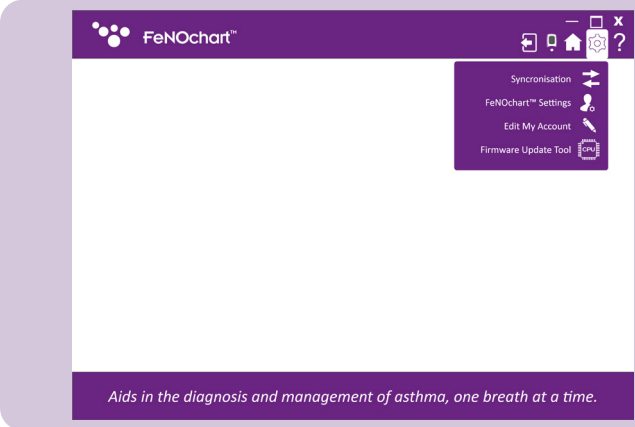 FeNOchart™
?
Syncronisation
FeNOchart™ Settings
Edit My Account
Firmware Update Tool CPU
Aids in the diagnosis and management of asthma, one breath at a time.